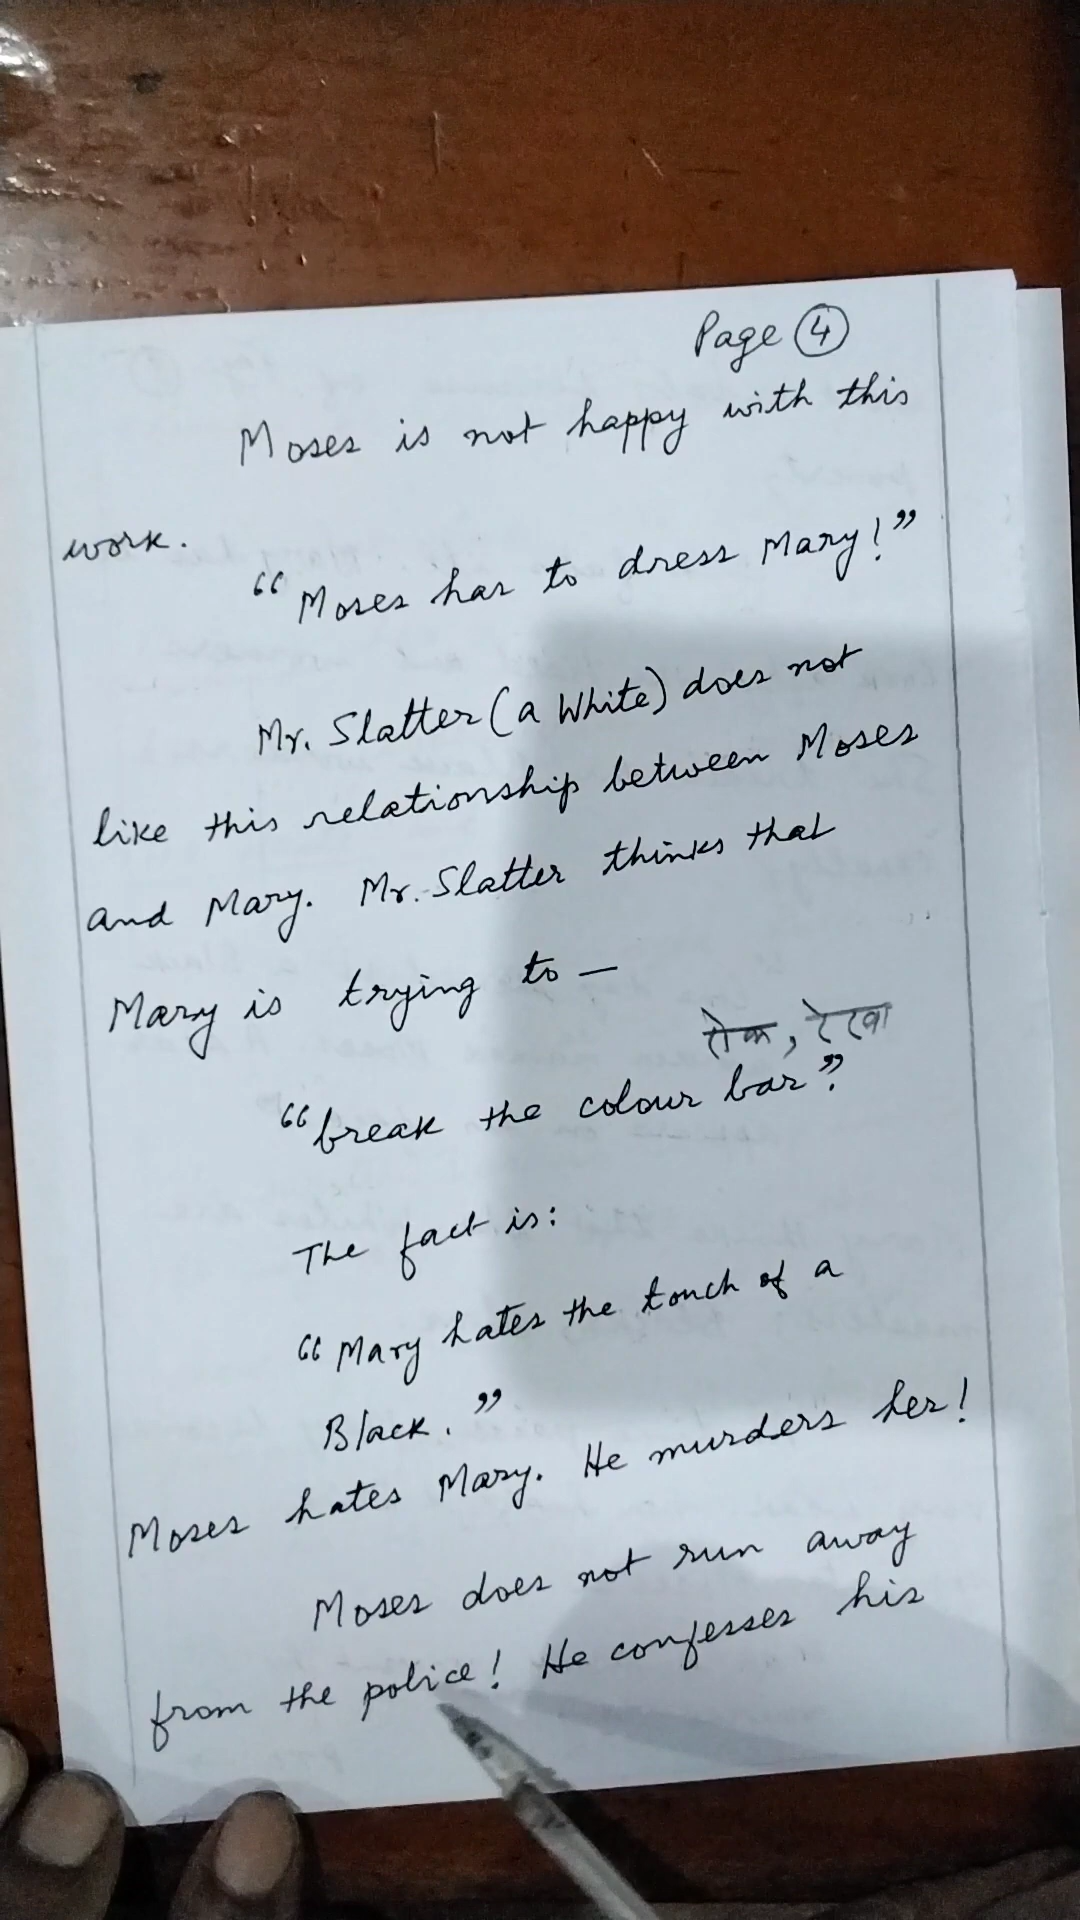 Page 4
Moses is not happy with this
work.
"Moses has to dress Mary!"
Mr. Slatter (a White) does not
like this relationship between Moses
and Mary. Mr. Slatter thinks that
Mary is trying to —
रोक, रेखा
"break the colour bar"
The fact is:
"Mary hates the touch of a
Black."
Moses hates Mary. He murders her!
Moses does not run away
from the police! He confesses his